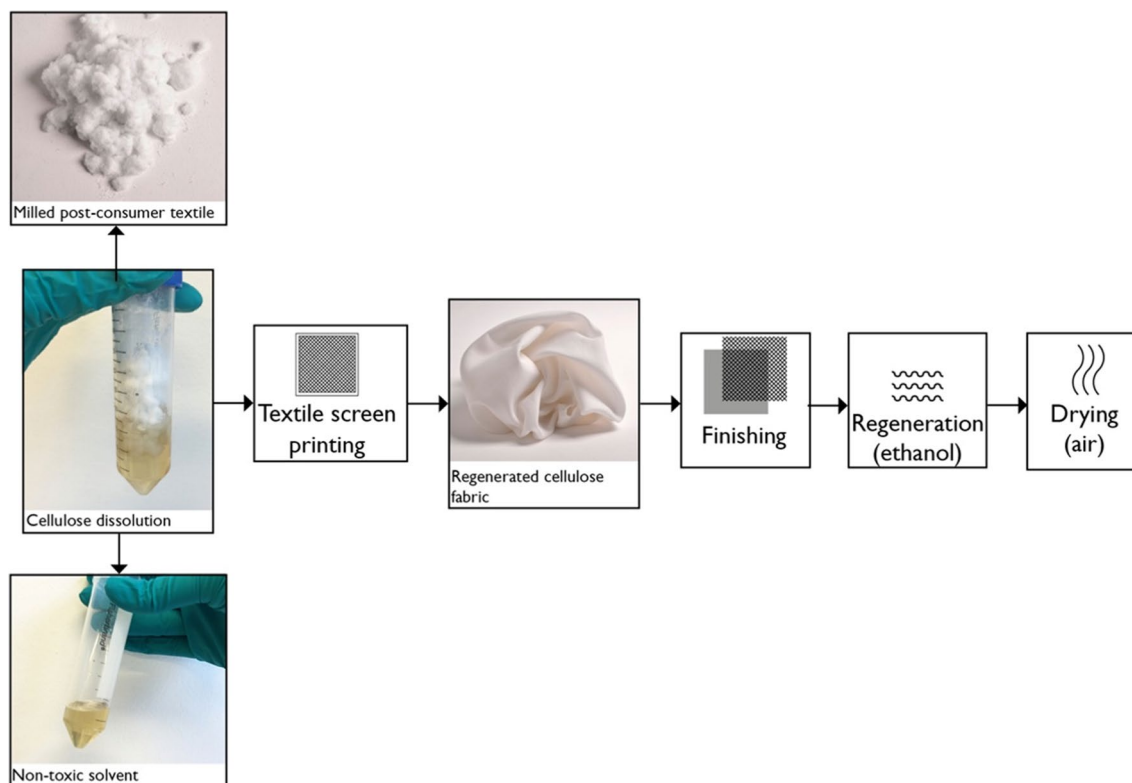 Milled post-consumer textile
Cellulose dissolution
Textile screen
printing
Regenerated cellulose
fabric
Finishing
Regeneration
(ethanol)
Drying
(air)
Non-toxic solvent